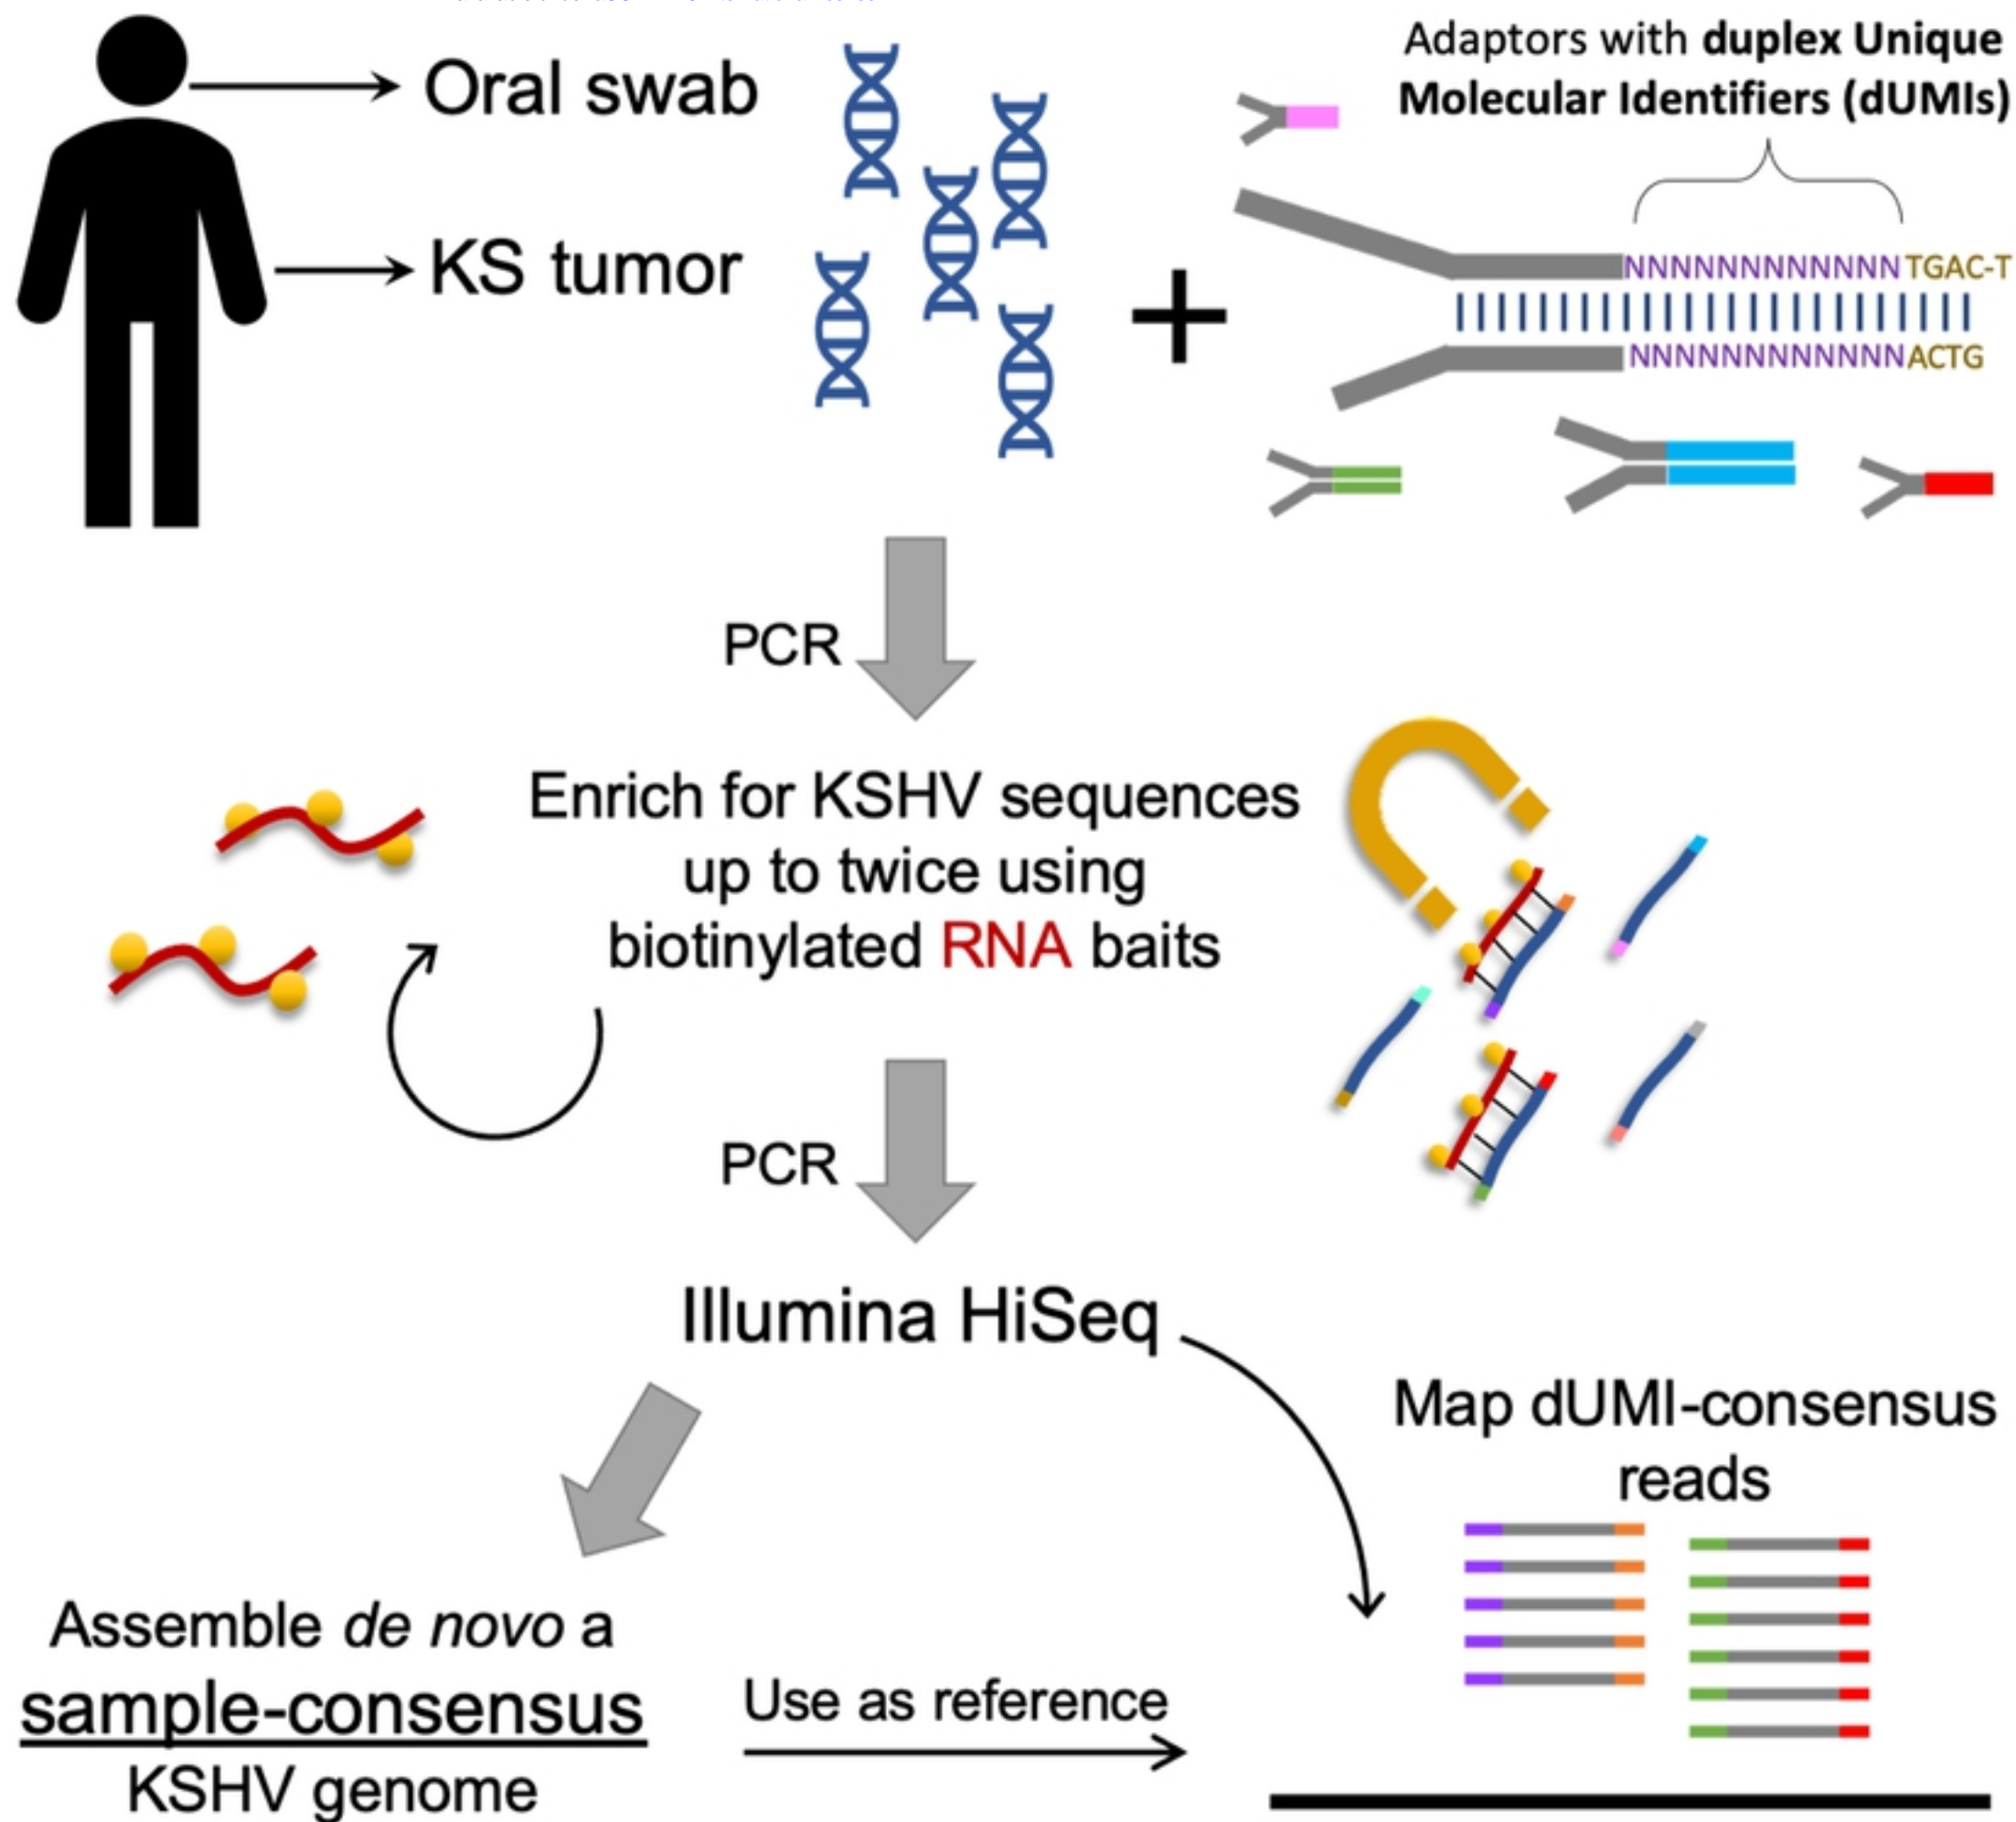 Oral swab
KS tumor
Adaptors with duplex Unique
Molecular Identifiers (dUMIs)
NNNNNNNNNNNNTGAC-T
NNNNNNNNNNNNACTG
PCR
Enrich for KSHV sequences
up to twice using
biotinylated RNA baits
PCR
Illumina HiSeq
Map dUMI-consensus
reads
Assemble de novo a
sample-consensus
KSHV genome
Use as reference